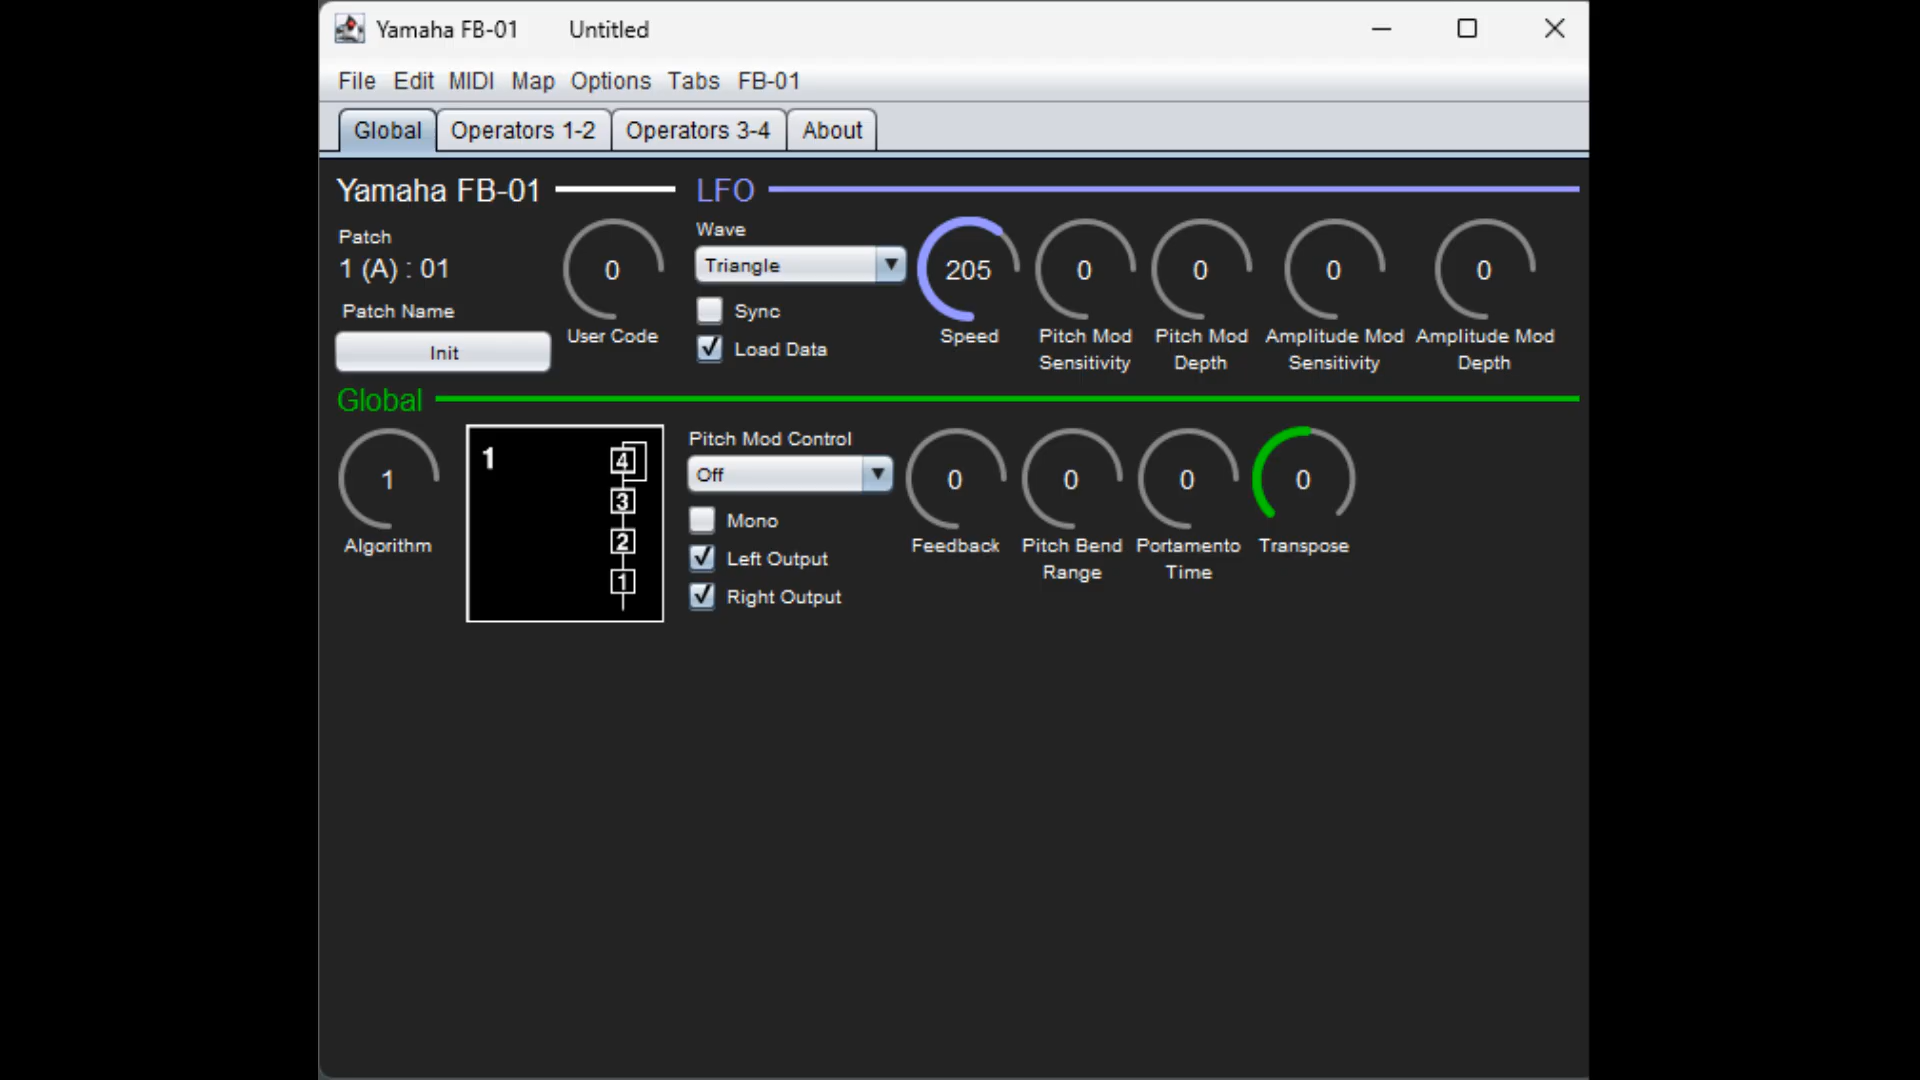 Yamaha FB-01 Untitled
File Edit MIDI Map Options Tabs FB-01
Global Operators 1-2 Operators 3-4 About
Yamaha FB-01
Patch
1 (A) : 01
Patch Name
Init
0
User Code
LFO
Wave
Triangle
Sync
Load Data
205
Speed
0
Pitch Mod
Sensitivity
0
Pitch Mod
Depth
0
Amplitude Mod
Sensitivity
0
Amplitude Mod
Depth
Global
1
Algorithm
1
4
3
2
1
Pitch Mod Control
Off
Mono
Left Output
Right Output
0
Feedback
0
Pitch Bend
Range
0
Portamento
Time
0
Transpose